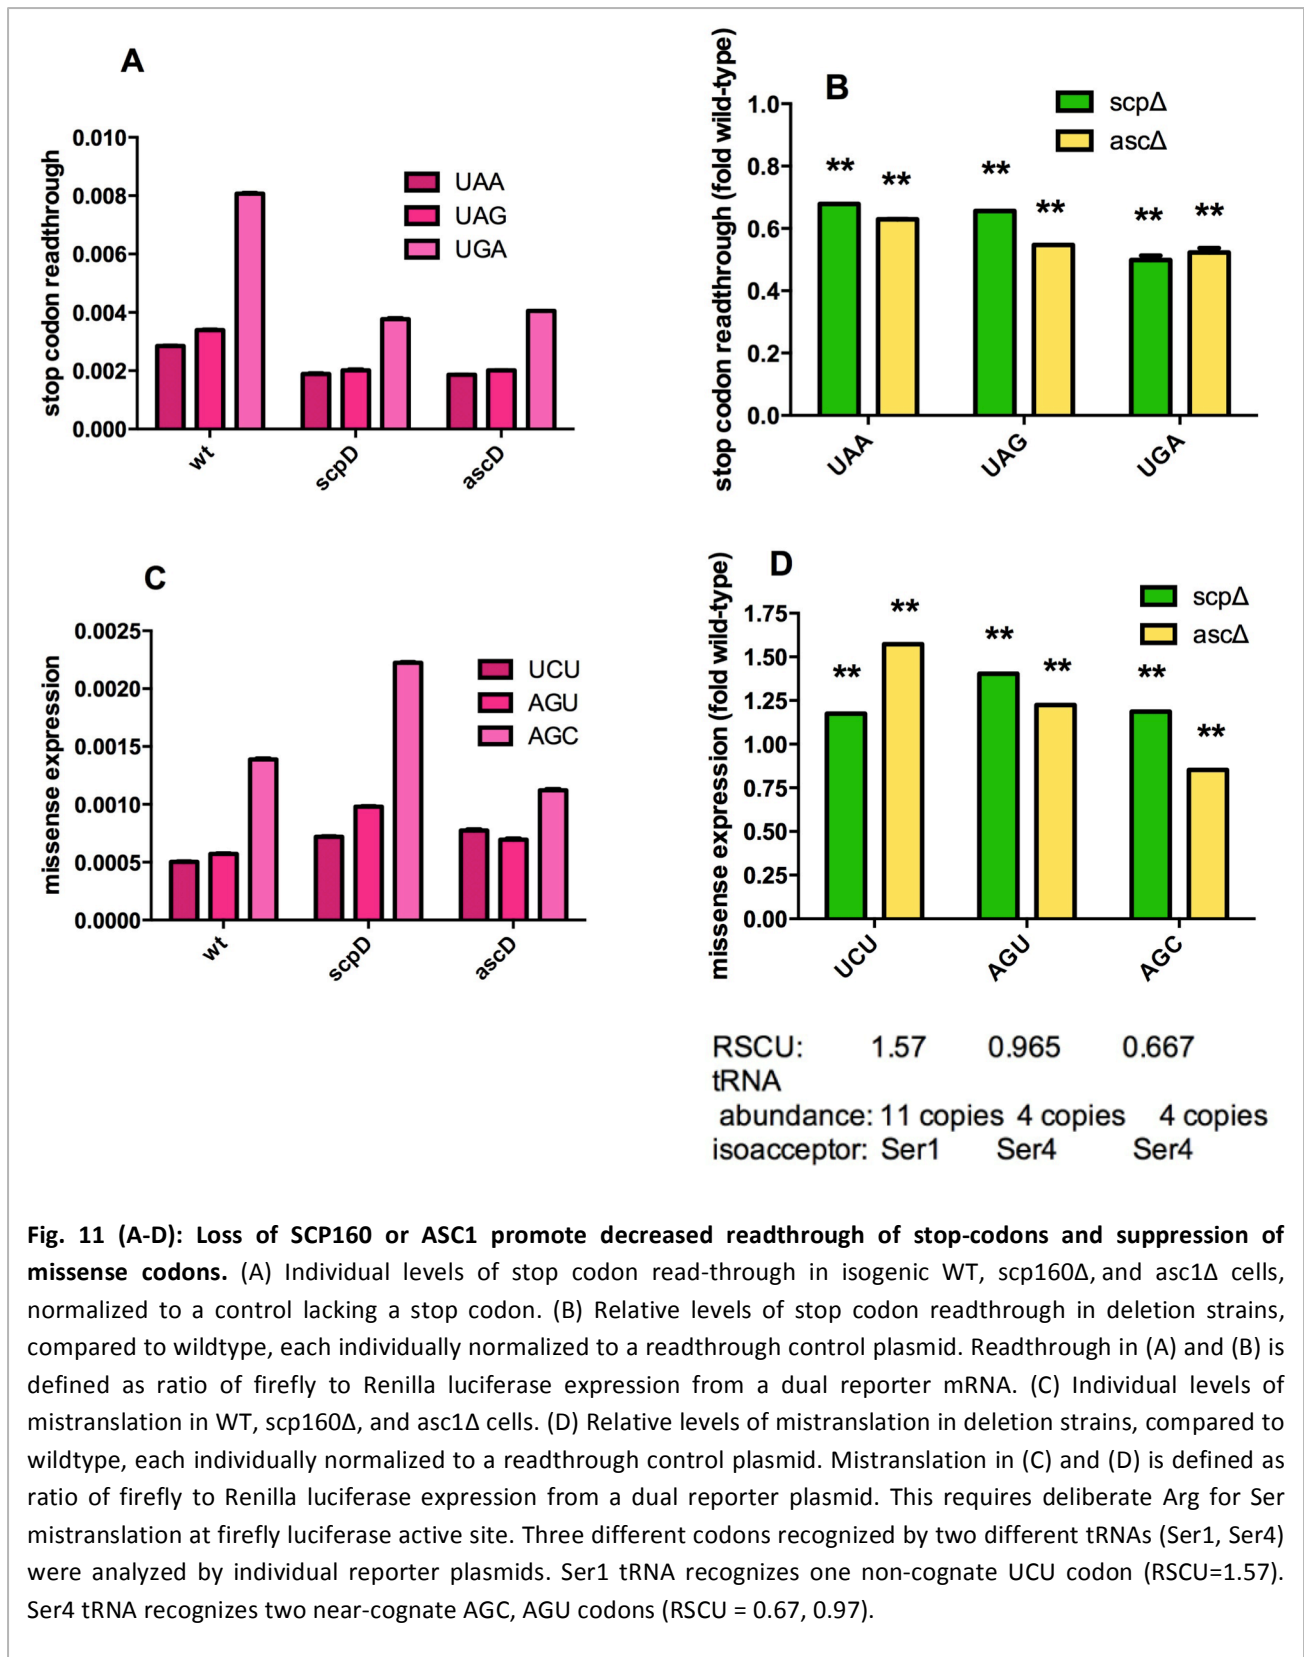 A
stop codon readthrough
0.010
0.008
0.006
0.004
0.002
0.000
UAA
UAG
UGA
wt
scpD
ascD
B
stop codon readthrough (fold wild-type)
1.0
0.8
0.6
0.4
0.2
0.0
scpΔ
ascΔ
** ** ** ** ** **
UAA
UAG
UGA
C
missense expression
0.0025
0.0020
0.0015
0.0010
0.0005
0.0000
UCU
AGU
AGC
wt
scpD
ascD
D
missense expression (fold wild-type)
1.75
1.50
1.25
1.00
0.75
0.50
0.25
0.00
scpΔ
ascΔ
** ** ** ** ** **
UCU
AGU
AGC
RSCU: 1.57 0.965 0.667
tRNA
abundance: 11 copies 4 copies 4 copies
isoacceptor: Ser1 Ser4 Ser4
Fig. 11 (A-D): Loss of SCP160 or ASC1 promote decreased readthrough of stop-codons and suppression of
missense codons. (A) Individual levels of stop codon read-through in isogenic WT, scp160Δ, and asc1Δ cells,
normalized to a control lacking a stop codon. (B) Relative levels of stop codon readthrough in deletion strains,
compared to wildtype, each individually normalized to a readthrough control plasmid. Readthrough in (A) and (B) is
defined as ratio of firefly to Renilla luciferase expression from a dual reporter mRNA. (C) Individual levels of
mistranslation in WT, scp160Δ, and asc1Δ cells. (D) Relative levels of mistranslation in deletion strains, compared to
wildtype, each individually normalized to a readthrough control plasmid. Mistranslation in (C) and (D) is defined as
ratio of firefly to Renilla luciferase expression from a dual reporter plasmid. This requires deliberate Arg for Ser
mistranslation at firefly luciferase active site. Three different codons recognized by two different tRNAs (Ser1, Ser4)
were analyzed by individual reporter plasmids. Ser1 tRNA recognizes one non-cognate UCU codon (RSCU=1.57).
Ser4 tRNA recognizes two near-cognate AGC, AGU codons (RSCU = 0.67, 0.97).